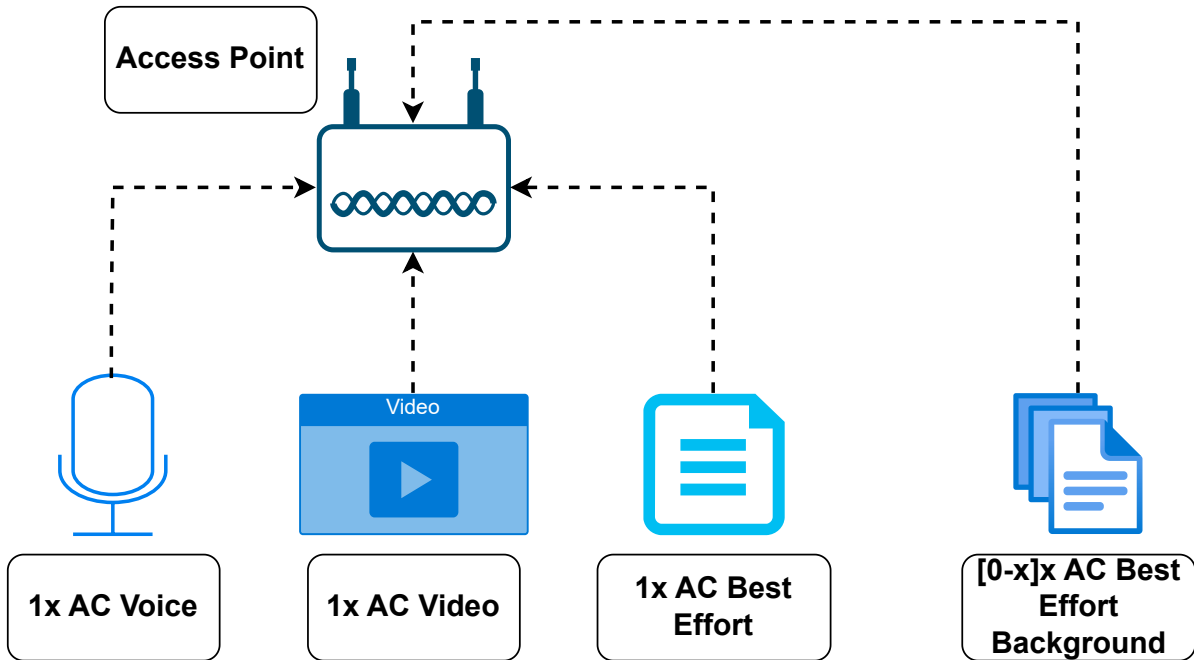 Access Point
Video
1x AC Voice
1x AC Video
1x AC Best
Effort
[0-x]x AC Best
Effort
Background